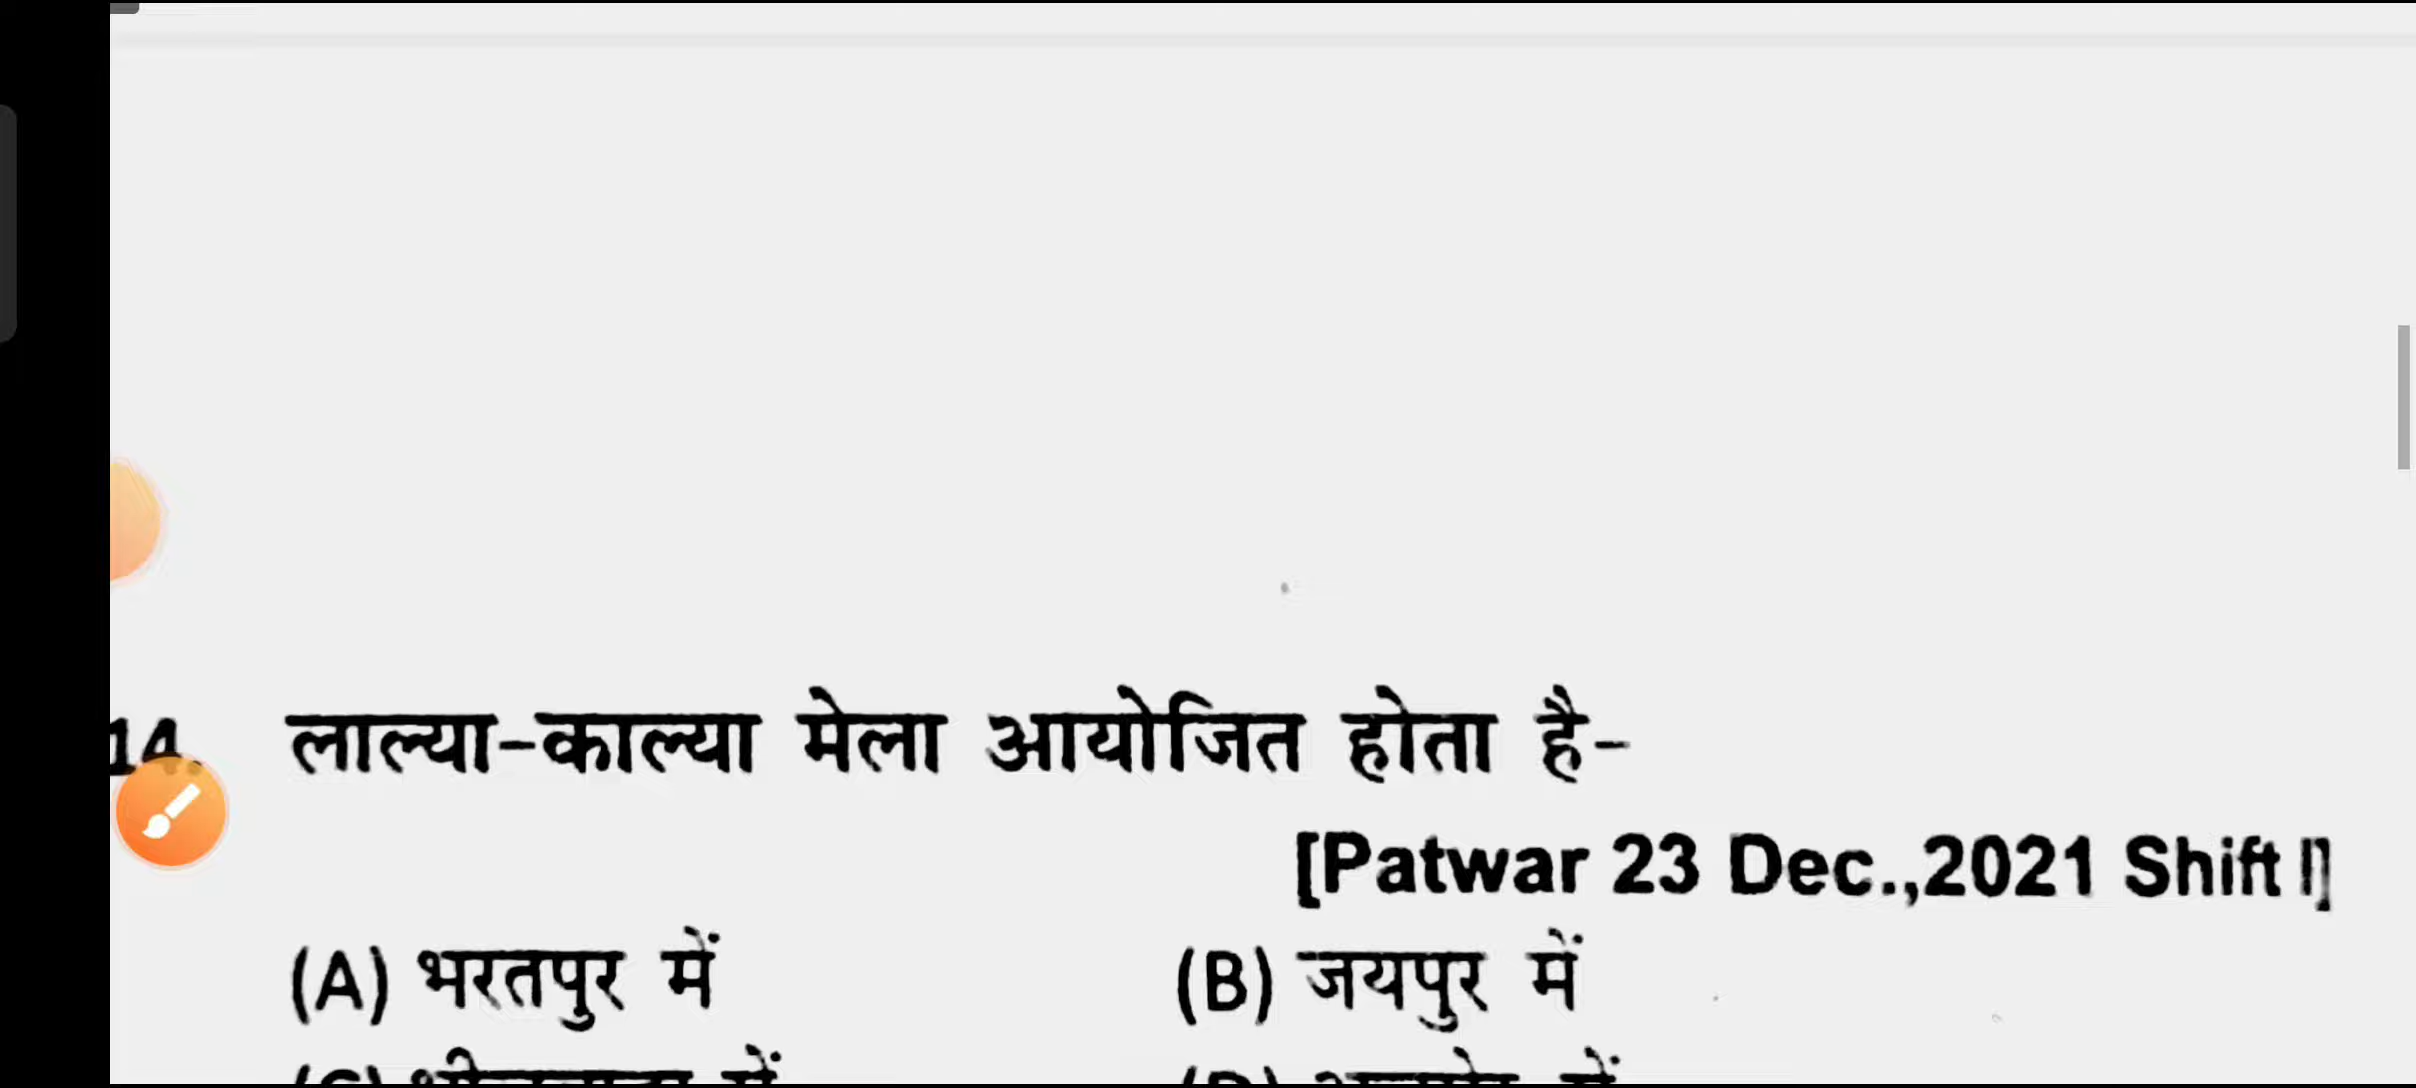 14. लाल्या-काल्या मेला आयोजित होता है-
[Patwar 23 Dec.,2021 Shift I]
(A) भरतपुर में (B) जयपुर में
(C) में (D) में